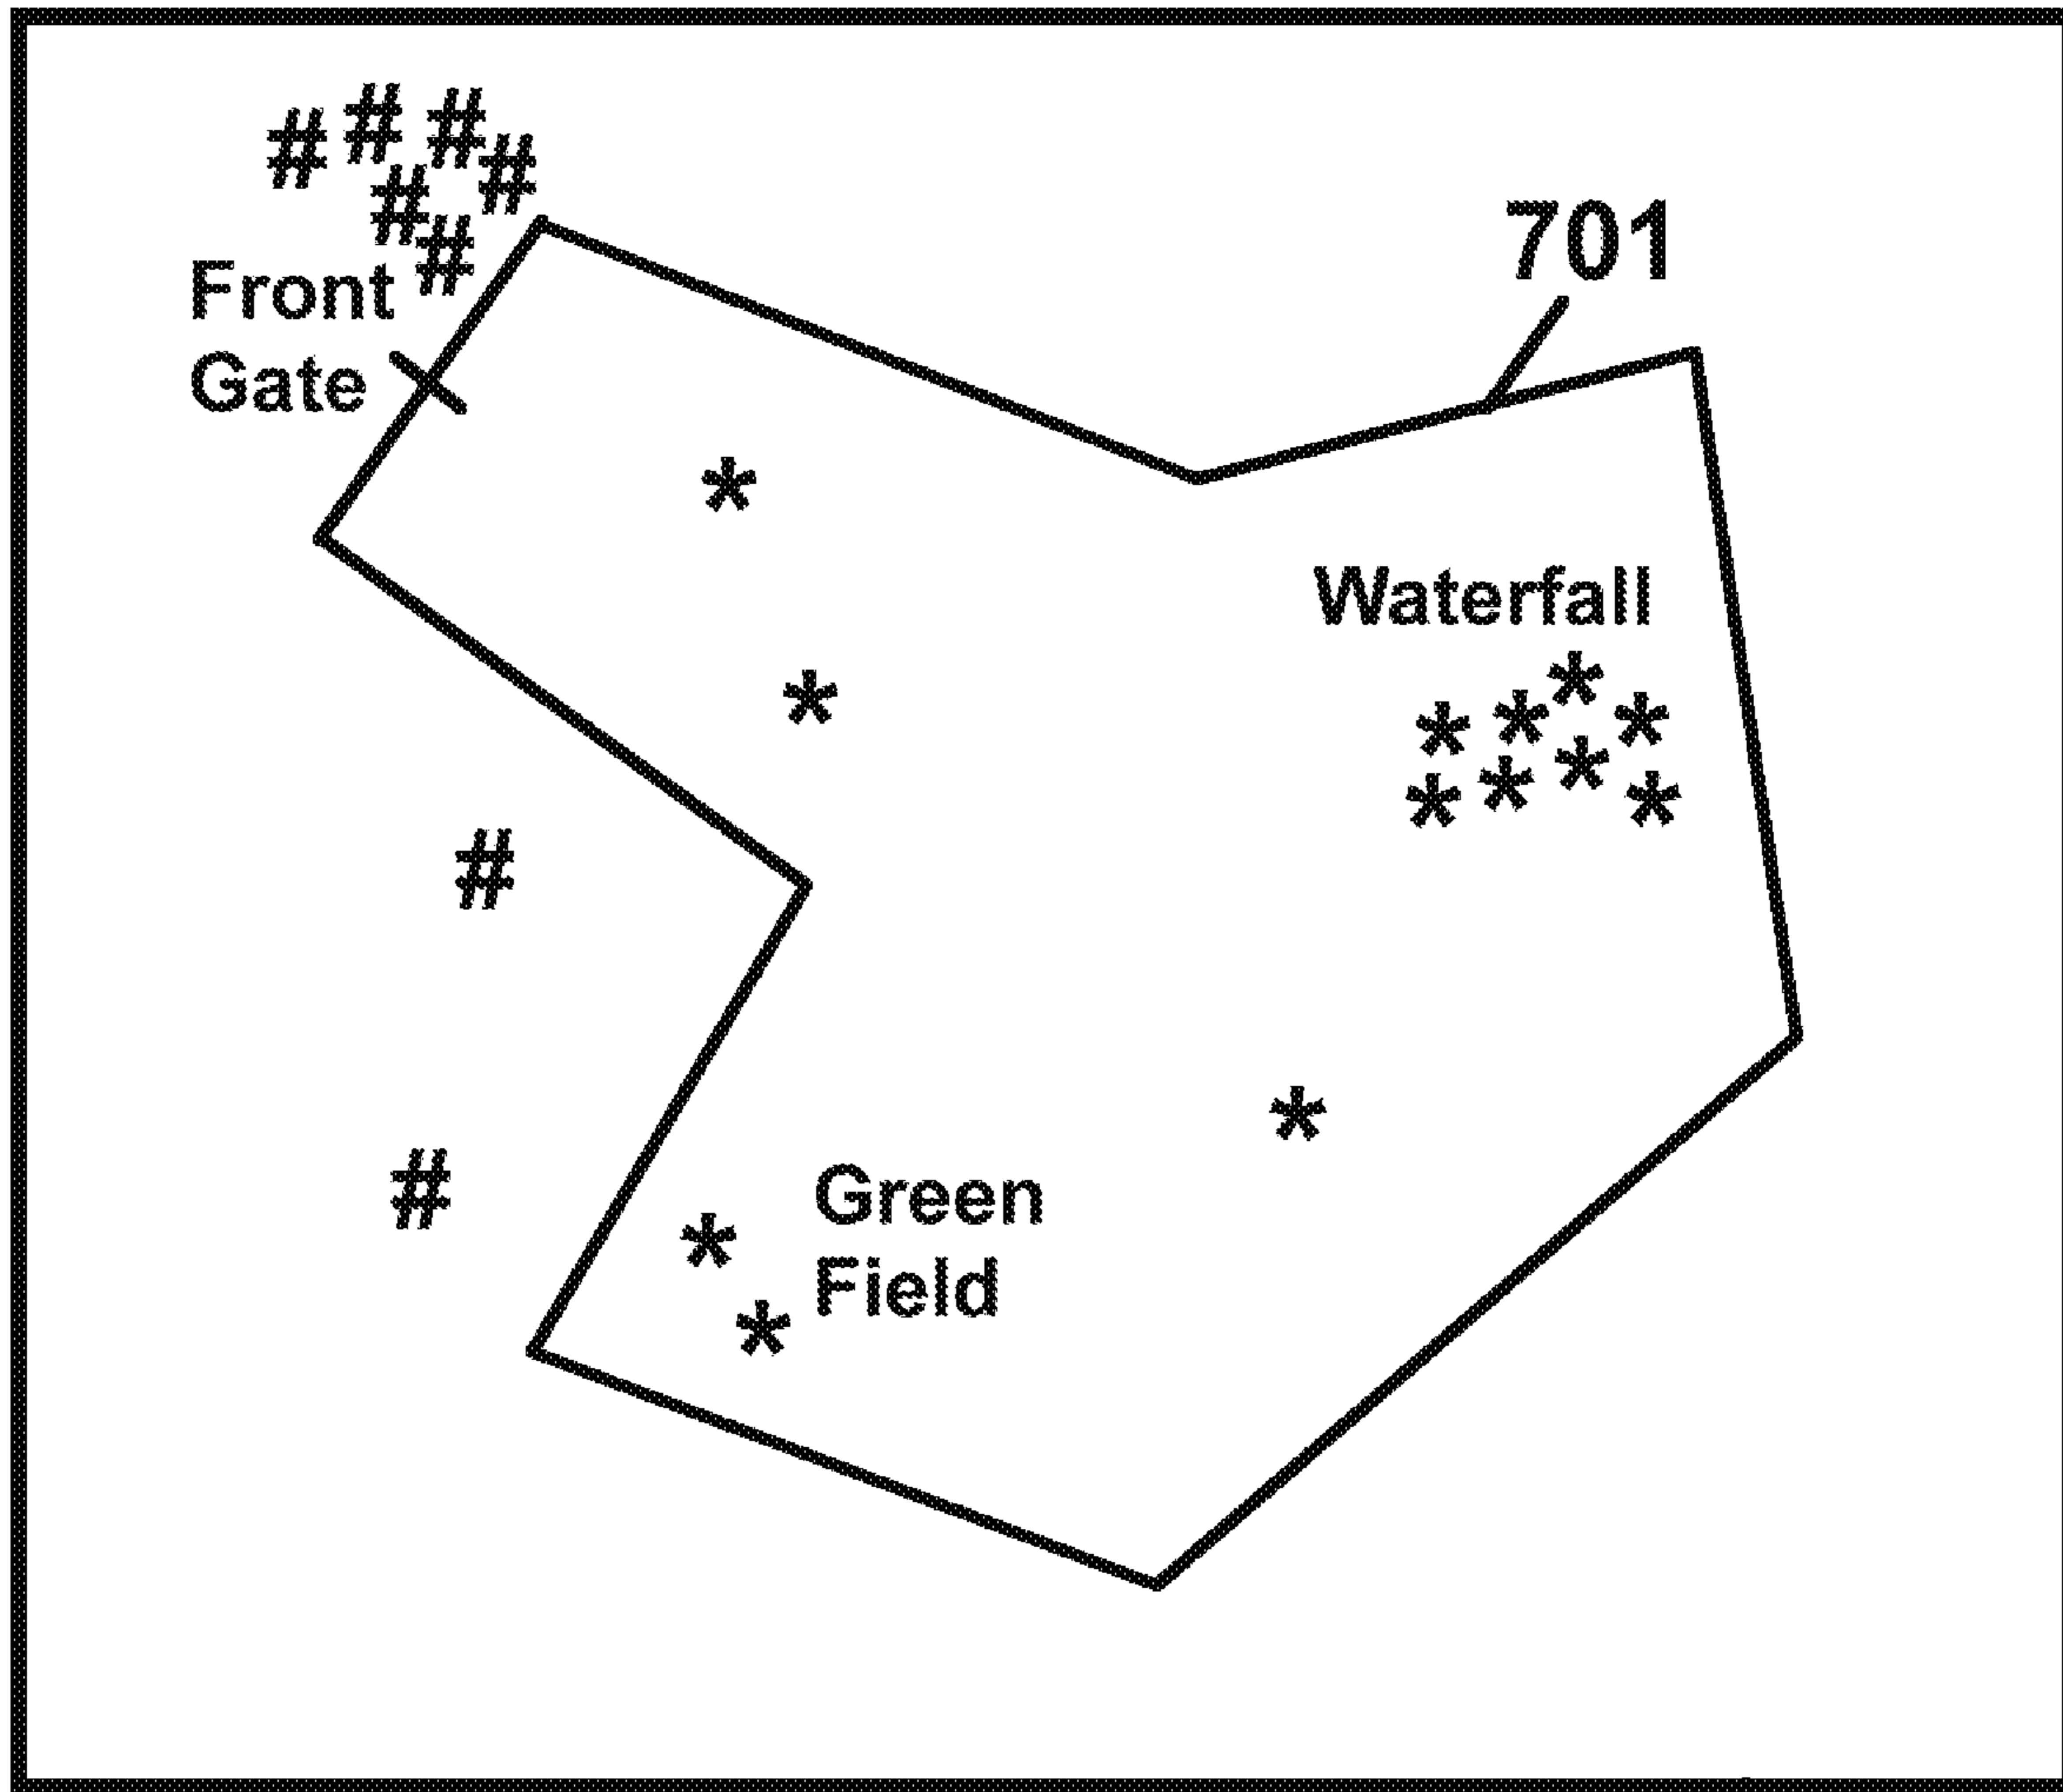 # # # #
# #
Front
Gate
701
*
Waterfall
*
* * *
*
* * * *
#
*
#
Green
Field
*
*